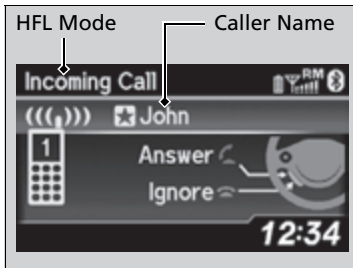 HFL Mode
Caller Name
Incoming Call
RM
John
1
Answer
Ignore
12:34